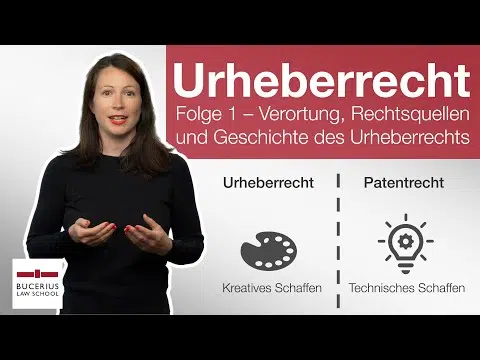 Urheberrecht
Folge 1 – Verortung, Rechtsquellen
und Geschichte des Urheberrechts
Urheberrecht
Patentrecht
Kreatives Schaffen
Technisches Schaffen
BUCERIUS
LAW SCHOOL